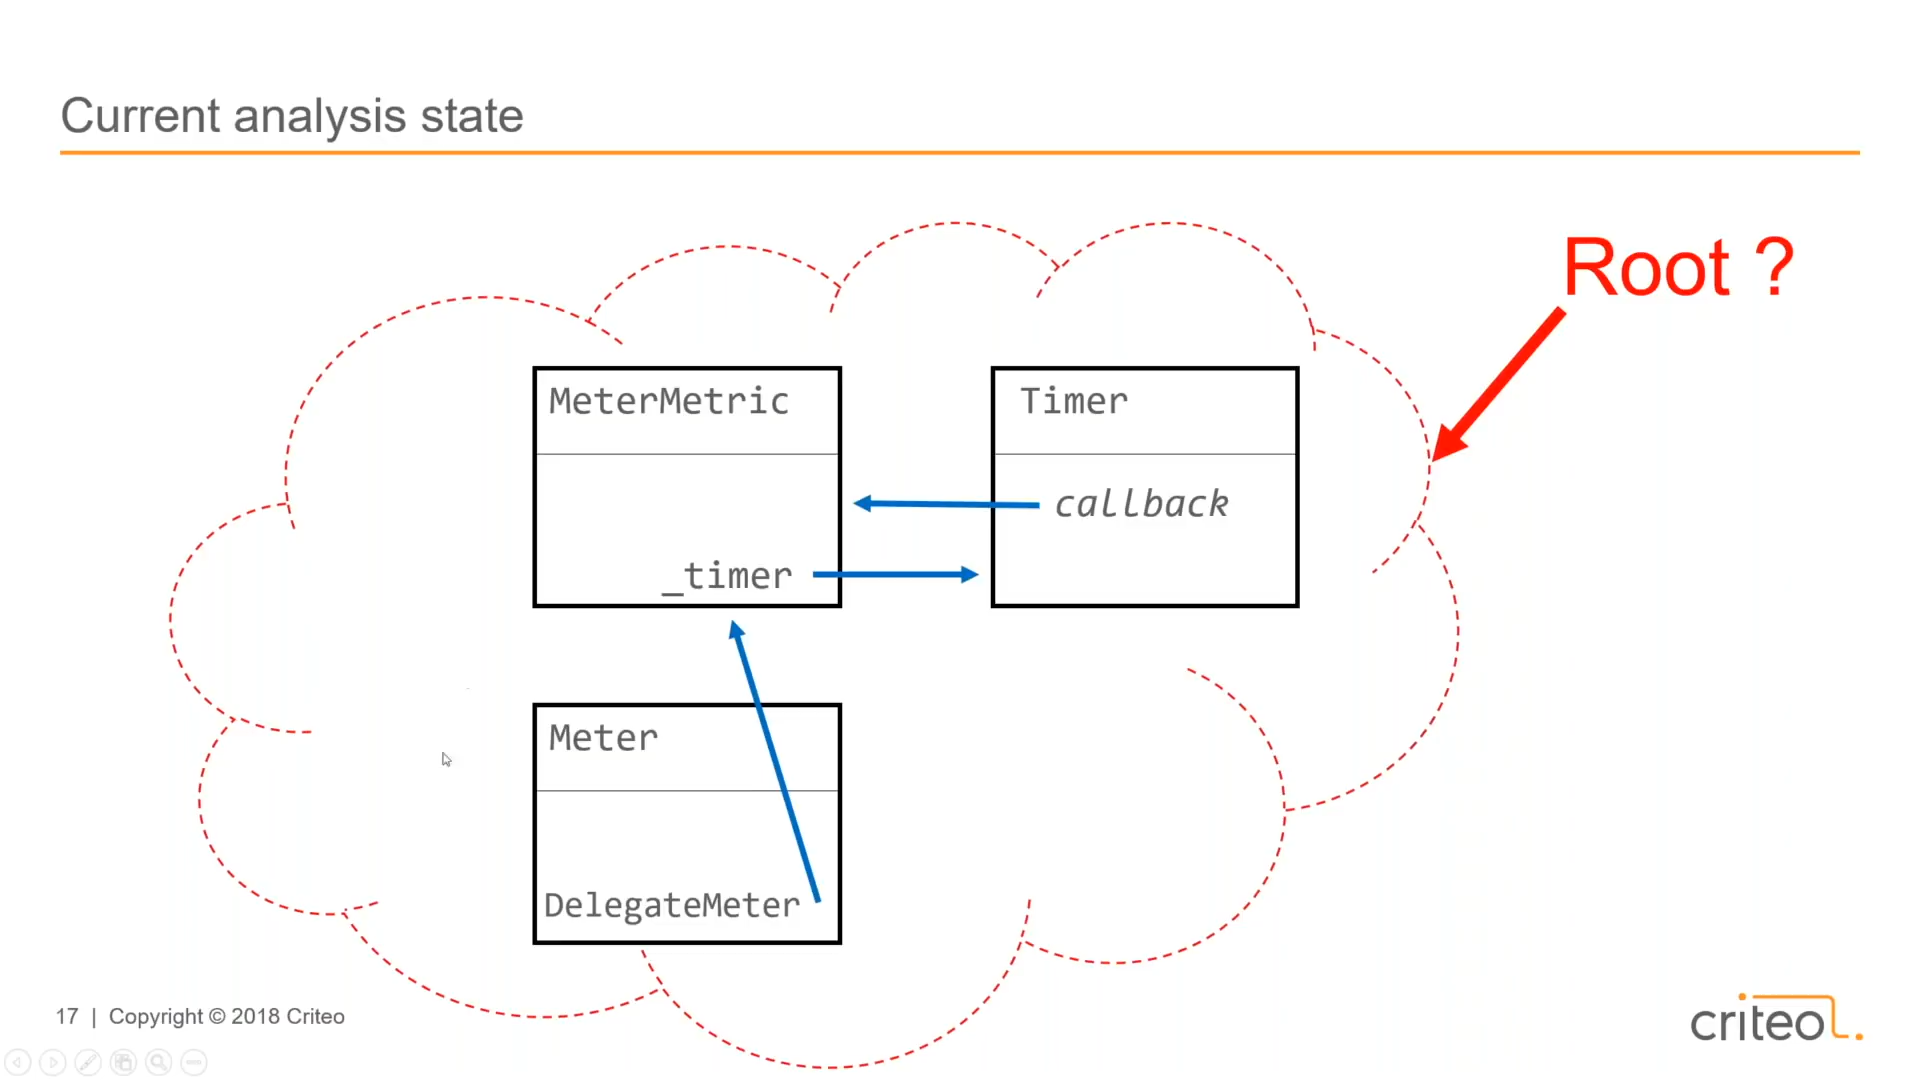 Current analysis state
Root ?
MeterMetric
Timer
callback
_timer
Meter
DelegateMeter
17 | Copyright © 2018 Criteo
criteo